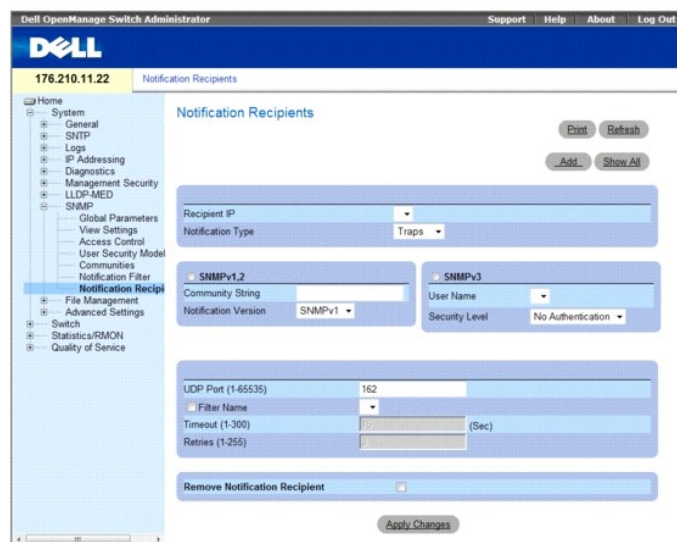 Dell OpenManage Switch Administrator
Support Help About Log Out
DELL
176.210.11.22
Notification Recipients
Home
System
General
SNTP
Logs
IP Addressing
Diagnostics
Management Security
LLDP-MED
SNMP
Global Parameters
View Settings
Access Control
User Security Model
Communities
Notification Filter
Notification Recipi
File Management
Advanced Settings
Switch
Statistics/RMON
Quality of Service
Notification Recipients
Print Refresh
Add Show All
Recipient IP
Notification Type Traps
SNMPv1,2
Community String
Notification Version SNMPv1
SNMPv3
User Name
Security Level No Authentication
UDP Port (1-65535) 162
Filter Name
Timeout (1-300) 15 (Sec)
Retries (1-255) 3
Remove Notification Recipient
Apply Changes